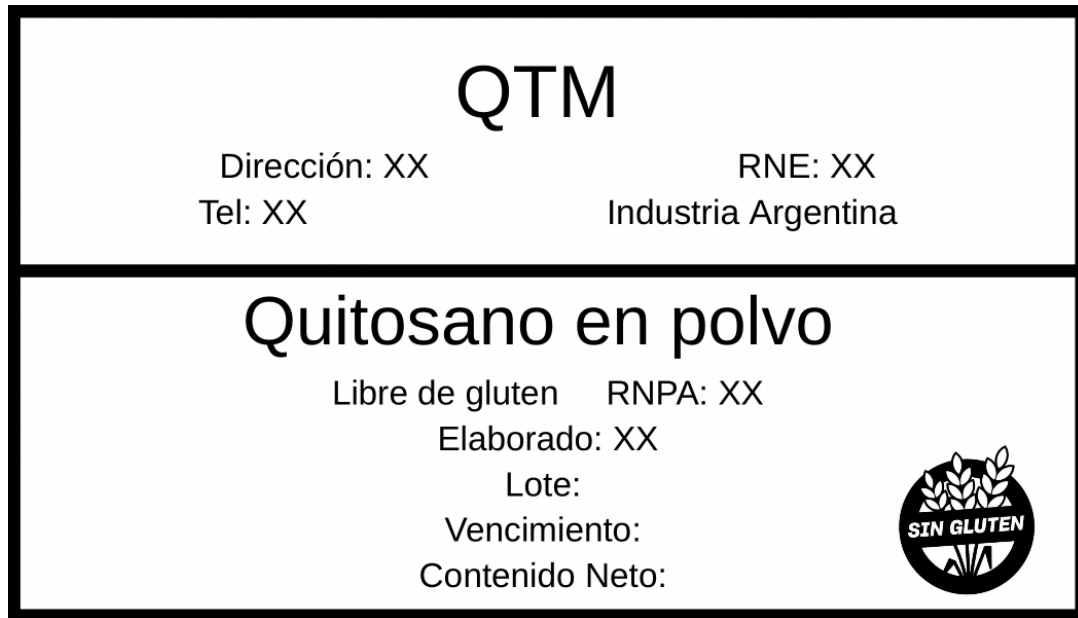 QTM
Dirección: XX RNE: XX
Tel: XX Industria Argentina
Quitosano en polvo
Libre de gluten RNPA: XX
Elaborado: XX
Lote:
Vencimiento:
Contenido Neto:
SIN GLUTEN